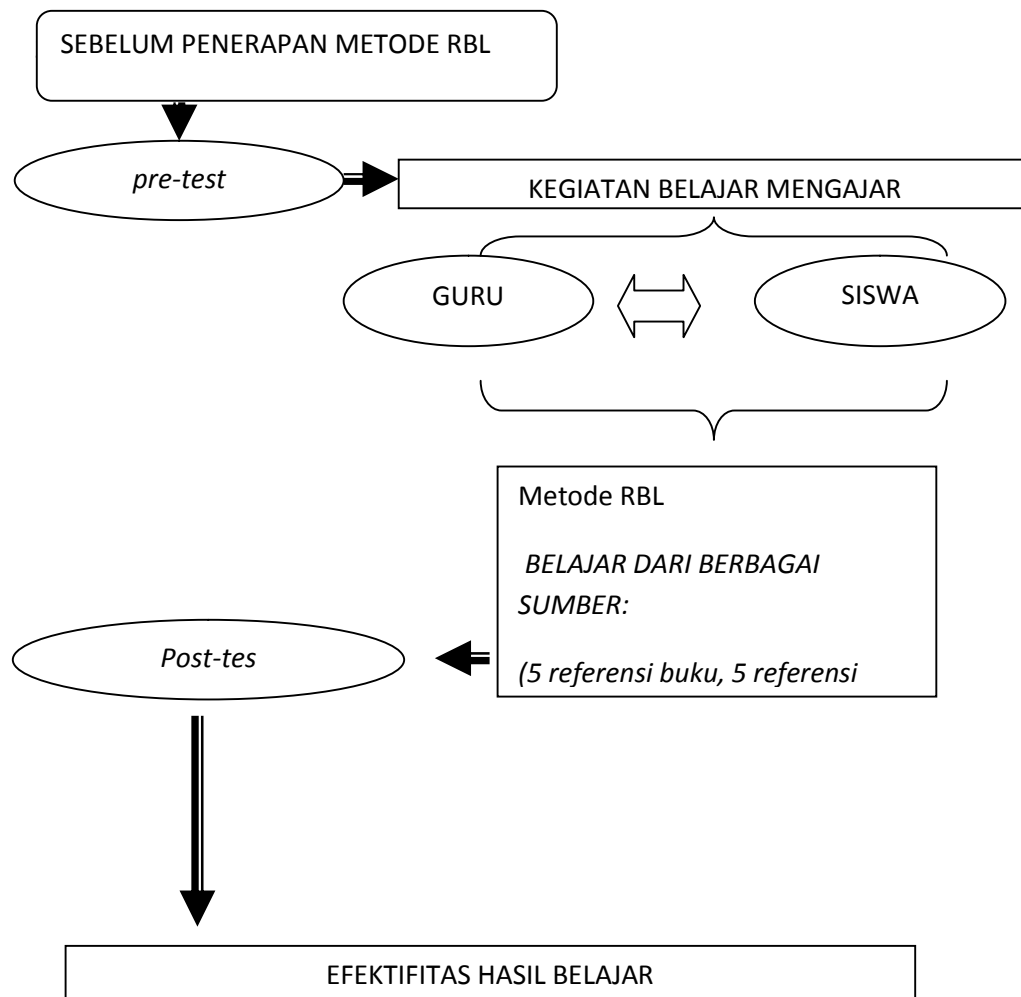 SEBELUM PENERAPAN METODE RBL
pre-test
KEGIATAN BELAJAR MENGAJAR
GURU
SISWA
Metode RBL
BELAJAR DARI BERBAGAI
SUMBER:
(5 referensi buku, 5 referensi
Post-tes
EFEKTIFITAS HASIL BELAJAR